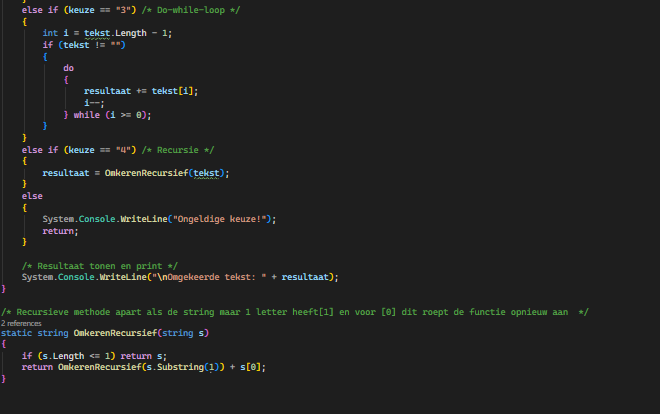 }
else if (keuze == "3") /* Do-while-loop */
{
int i = tekst.Length - 1;
if (tekst != "")
{
do
{
resultaat += tekst[i];
i--;
} while (i >= 0);
}
}
else if (keuze == "4") /* Recursie */
{
resultaat = OmkerenRecursief(tekst);
}
else
{
System.Console.WriteLine("Ongeldige keuze!");
return;
}
/* Resultaat tonen en print */
System.Console.WriteLine("\nOmgekeerde tekst: " + resultaat);
}
/* Recursieve methode apart als de string maar 1 letter heeft[1] en voor [0] dit roept de functie opnieuw aan  */
2 references
static string OmkerenRecursief(string s)
{
if (s.Length <= 1) return s;
return OmkerenRecursief(s.Substring(1)) + s[0];
}